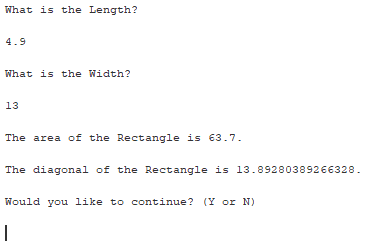 What is the Length?
4.9
What is the Width?
13
The area of the Rectangle is 63.7.
The diagonal of the Rectangle is 13.89280389266328.
Would you like to continue? (Y or N)